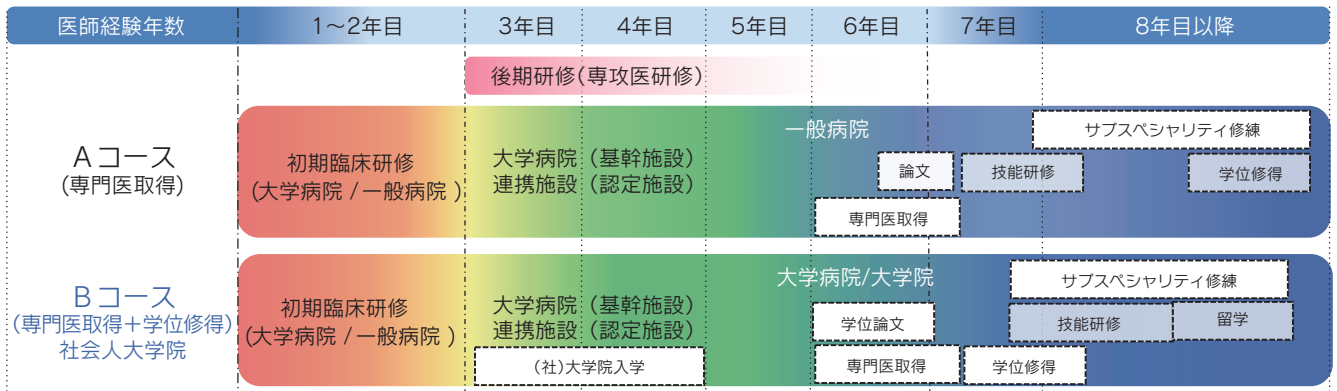 医師経験年数 1～2年目 3年目 4年目 5年目 6年目 7年目 8年目以降
後期研修(専攻医研修)
Aコース
(専門医取得)
初期臨床研修
(大学病院 / 一般病院 )
大学病院 (基幹施設)
連携施設 (認定施設)
一般病院
サブスペシャリティ修練
論文
技能研修
学位修得
専門医取得
Bコース
(専門医取得＋学位修得)
社会人大学院
初期臨床研修
(大学病院 / 一般病院 )
大学病院 (基幹施設)
連携施設 (認定施設)
(社)大学院入学
大学病院/大学院
サブスペシャリティ修練
学位論文
技能研修
留学
専門医取得
学位修得